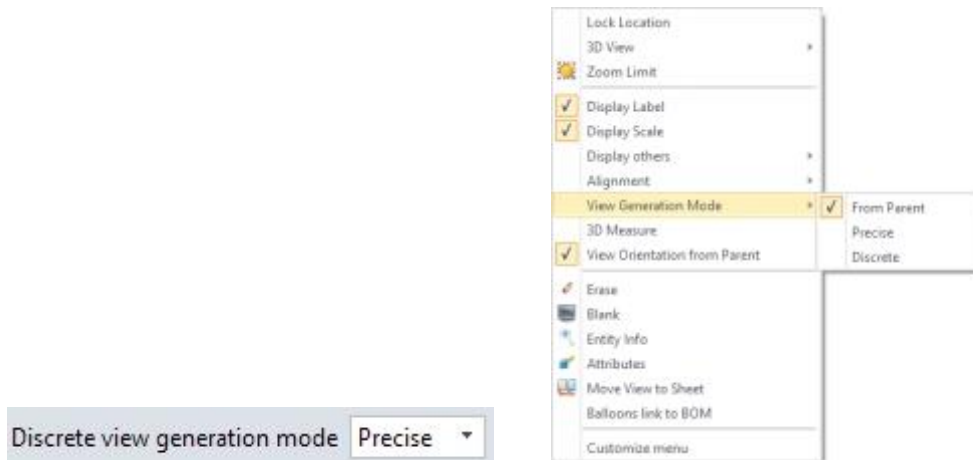 Discrete view generation mode Precise
Lock Location
3D View
Zoom Limit
Display Label
Display Scale
Display others
Alignment
View Generation Mode
3D Measure
View Orientation from Parent
Erase
Blank
Entity Info
Attributes
Move View to Sheet
Balloons link to BOM
Customize menu
From Parent
Precise
Discrete